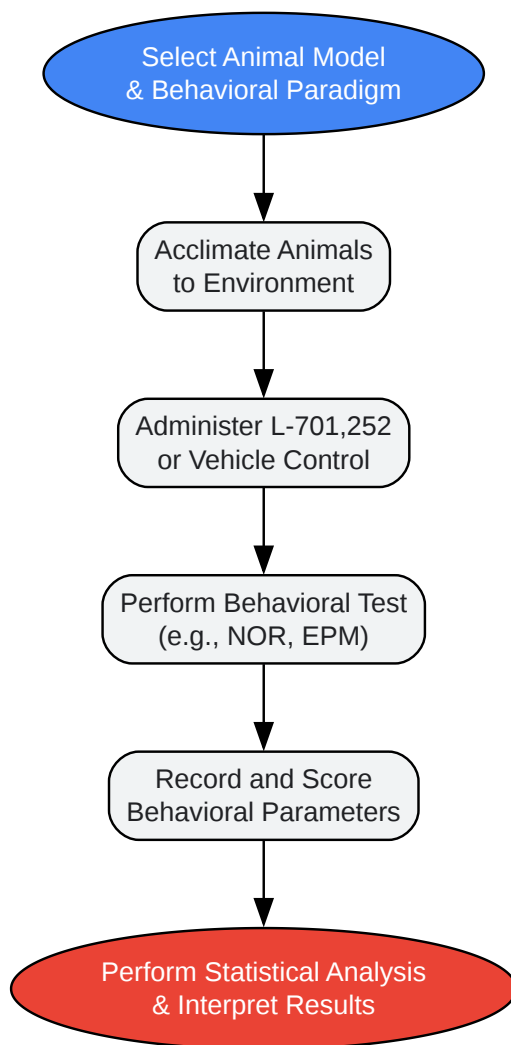 Select Animal Model
& Behavioral Paradigm
Acclimate Animals
to Environment
Administer L-701,252
or Vehicle Control
Perform Behavioral Test
(e.g., NOR, EPM)
Record and Score
Behavioral Parameters
Perform Statistical Analysis
& Interpret Results